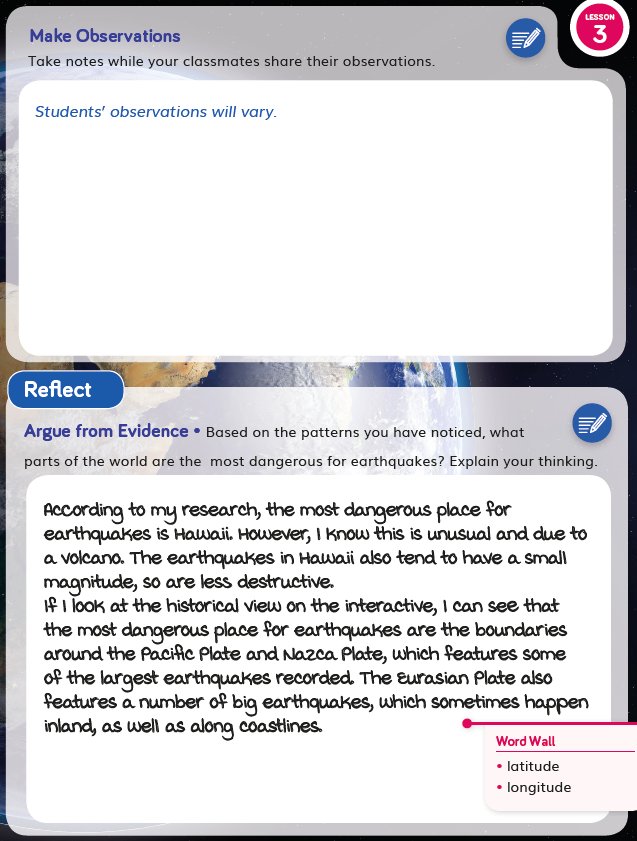 LESSON
3
Make Observations
Take notes while your classmates share their observations.
Students' observations will vary.
Reflect
Argue from Evidence • Based on the patterns you have noticed, what
parts of the world are the most dangerous for earthquakes? Explain your thinking.
According to my research, the most dangerous place for
earthquakes is Hawaii. However, I know this is unusual and due to
a volcano. The earthquakes in Hawaii also tend to have a small
magnitude, so are less destructive.
If I look at the historical view on the interactive, I can see that
the most dangerous place for earthquakes are the boundaries
around the Pacific Plate and Nazca Plate, which features some
of the largest earthquakes recorded. The Eurasian Plate also
features a number of big earthquakes, which sometimes happen
inland, as well as along coastlines.
Word Wall
• latitude
• longitude